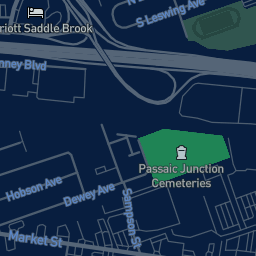 S Leswing Ave
riott Saddle Brook
nney Blvd
Passaic Junction
Cemeteries
Hobson Ave
Dewey Ave
Sampson St
Market St